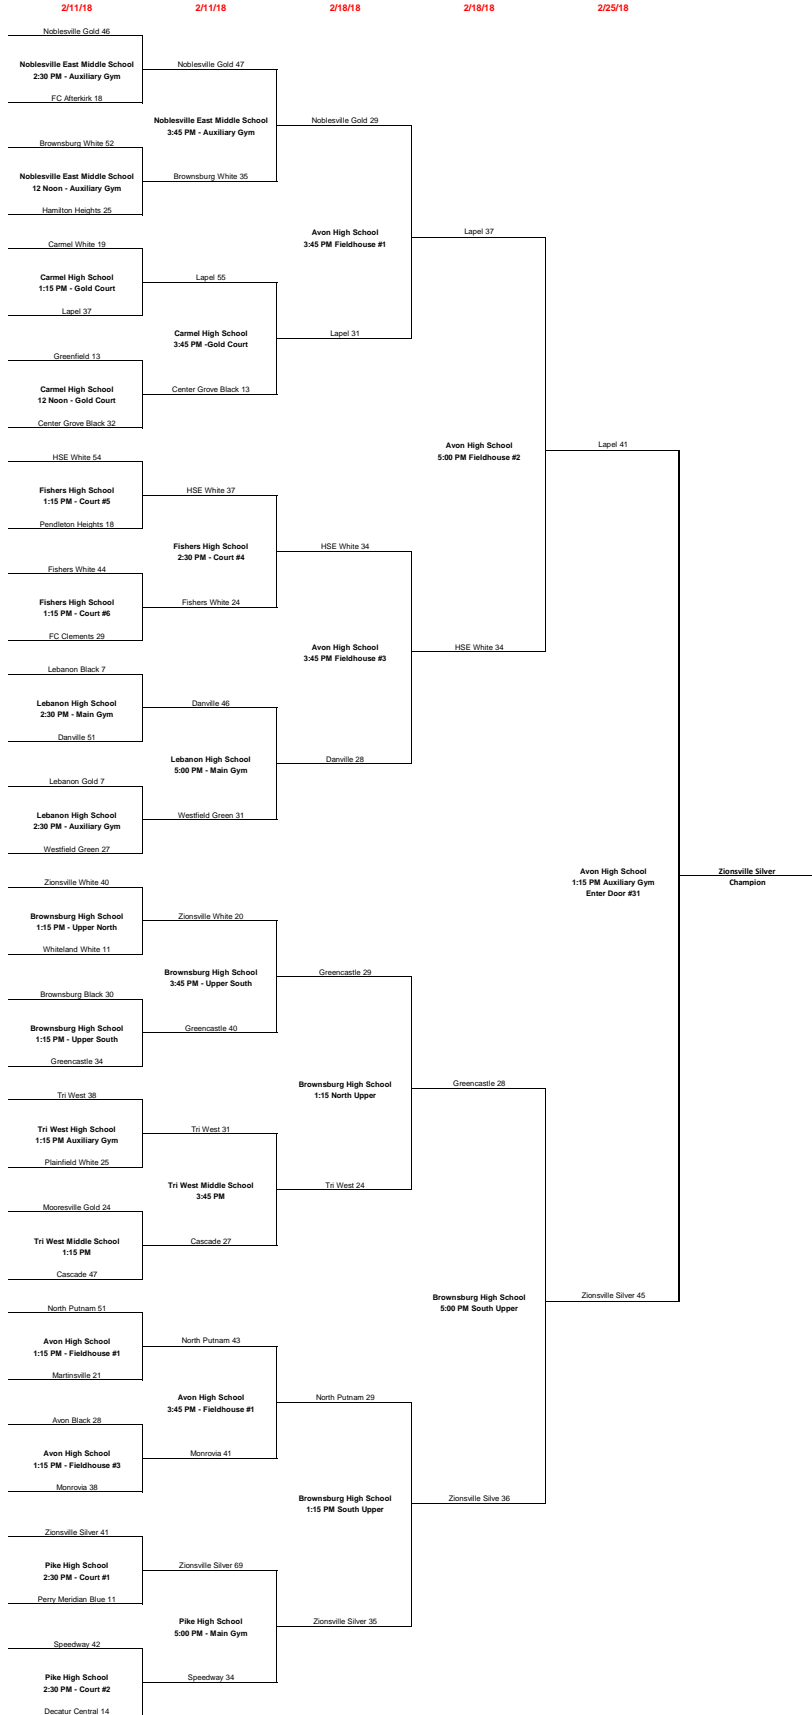 2/11/18 2/11/18 2/18/18 2/18/18 2/25/18
Noblesville Gold 46
Noblesville East Middle School
2:30 PM - Auxiliary Gym
FC Afterkirk 18
Noblesville Gold 47
Noblesville East Middle School
3:45 PM - Auxiliary Gym
Noblesville Gold 29
Brownsburg White 52
Noblesville East Middle School
12 Noon - Auxiliary Gym
Hamilton Heights 25
Brownsburg White 35
Avon High School
3:45 PM Fieldhouse #1
Lapel 37
Carmel White 19
Carmel High School
1:15 PM - Gold Court
Lapel 37
Lapel 55
Carmel High School
3:45 PM -Gold Court
Lapel 31
Greenfield 13
Carmel High School
12 Noon - Gold Court
Center Grove Black 32
Center Grove Black 13
Avon High School
5:00 PM Fieldhouse #2
Lapel 41
HSE White 54
Fishers High School
1:15 PM - Court #5
Pendleton Heights 18
HSE White 37
Fishers High School
2:30 PM - Court #4
HSE White 34
Fishers White 44
Fishers High School
1:15 PM - Court #6
FC Clements 29
Fishers White 24
Avon High School
3:45 PM Fieldhouse #3
HSE White 34
Lebanon Black 7
Lebanon High School
2:30 PM - Main Gym
Danville 51
Danville 46
Lebanon High School
5:00 PM - Main Gym
Danville 28
Lebanon Gold 7
Lebanon High School
2:30 PM - Auxiliary Gym
Westfield Green 27
Westfield Green 31
Avon High School
1:15 PM Auxiliary Gym
Enter Door #31
Zionsville Silver
Champion
Zionsville White 40
Brownsburg High School
1:15 PM - Upper North
Whiteland White 11
Zionsville White 20
Brownsburg High School
3:45 PM - Upper South
Greencastle 29
Brownsburg Black 30
Brownsburg High School
1:15 PM - Upper South
Greencastle 34
Greencastle 40
Brownsburg High School
1:15 North Upper
Greencastle 28
Tri West 38
Tri West High School
1:15 PM Auxiliary Gym
Plainfield White 25
Tri West 31
Tri West Middle School
3:45 PM
Tri West 24
Mooresville Gold 24
Tri West Middle School
1:15 PM
Cascade 47
Cascade 27
Brownsburg High School
5:00 PM South Upper
Zionsville Silver 45
North Putnam 51
Avon High School
1:15 PM - Fieldhouse #1
Martinsville 21
North Putnam 43
Avon High School
3:45 PM - Fieldhouse #1
North Putnam 29
Avon Black 28
Avon High School
1:15 PM - Fieldhouse #3
Monrovia 38
Monrovia 41
Brownsburg High School
1:15 PM South Upper
Zionsville Silve 36
Zionsville Silver 41
Pike High School
2:30 PM - Court #1
Perry Meridian Blue 11
Zionsville Silver 69
Pike High School
5:00 PM - Main Gym
Zionsville Silver 35
Speedway 42
Pike High School
2:30 PM - Court #2
Decatur Central 14
Speedway 34